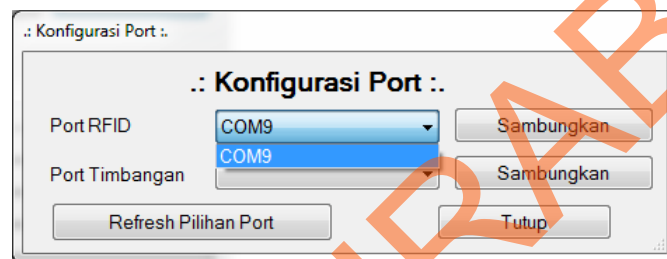 .: Konfigurasi Port :.
.: Konfigurasi Port :.
Port RFID COM9 Sambungkan
COM9
Port Timbangan Sambungkan
Refresh Pilihan Port Tutup